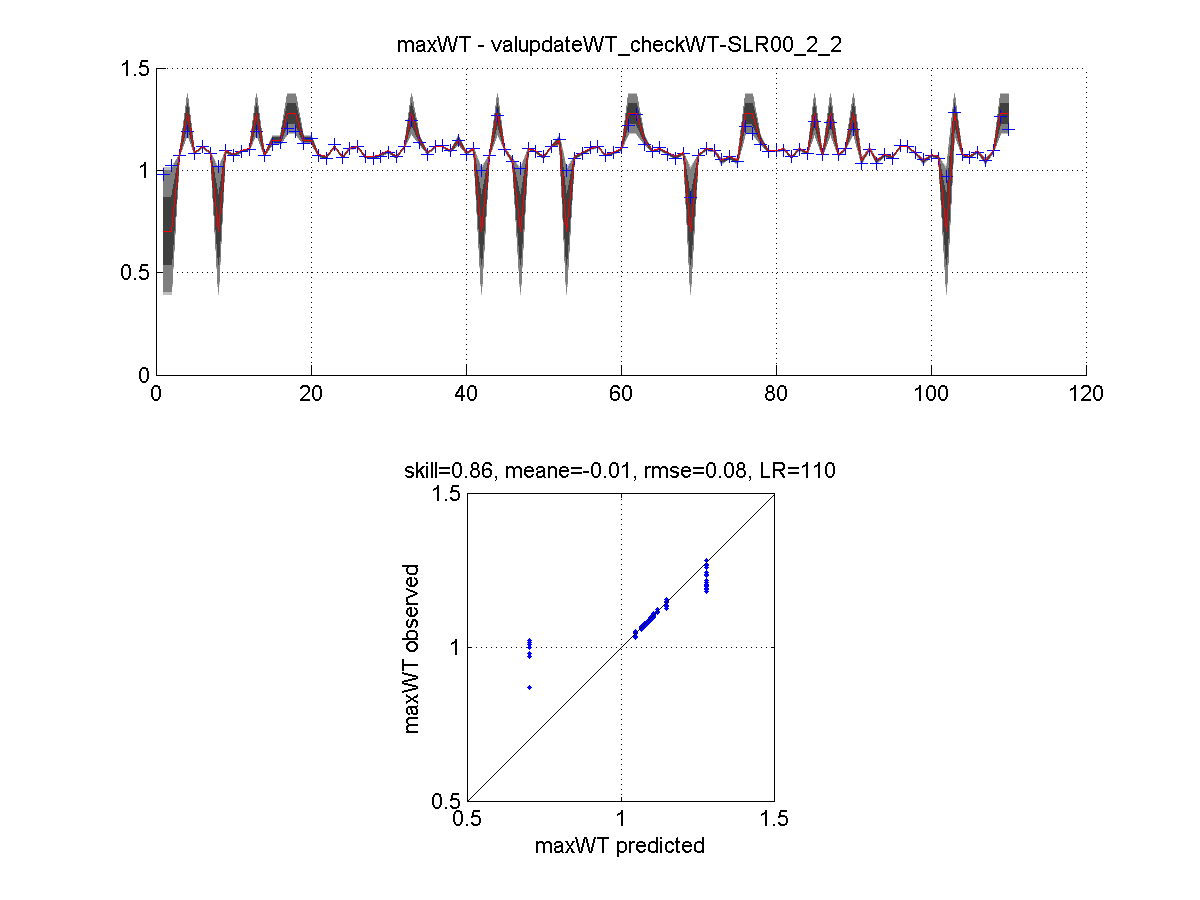 maxWT - valupdateWT_checkWT-SLR00_2_2
1.5
1
0.5
0
0 20 40 60 80 100 120
skill=0.86, meane=-0.01, rmse=0.08, LR=110
1.5
maxWT observed
1
0.5
0.5 1 1.5
maxWT predicted